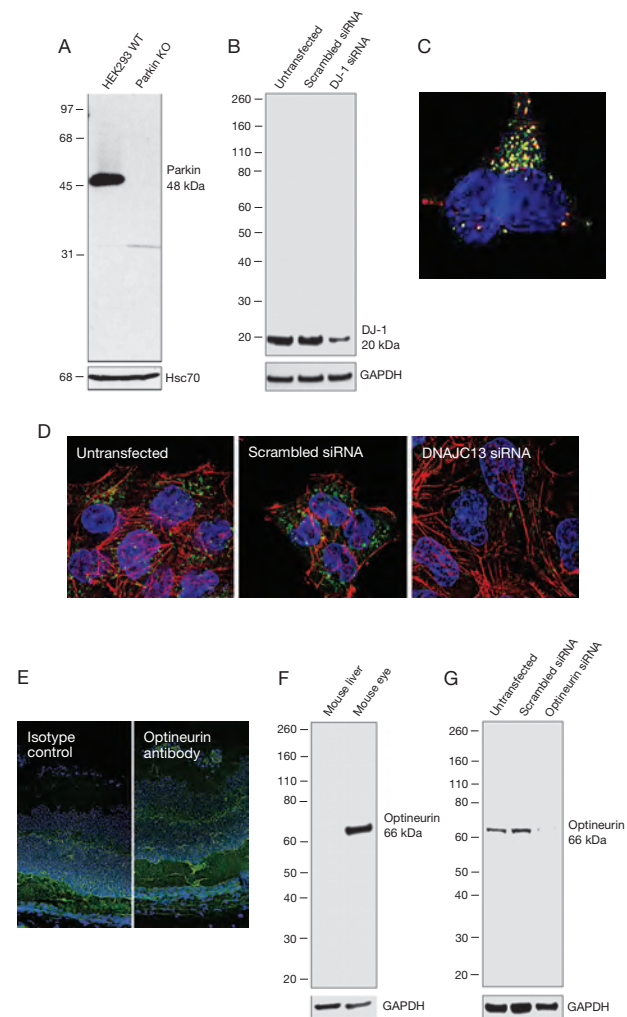 A
HEK293 WT
Parkin KO
97
68
45
31
Parkin
48 kDa
68
Hsc70
B
Untransfected
Scrambled siRNA
DJ-1 siRNA
260
160
110
80
60
50
40
30
20
DJ-1
20 kDa
GAPDH
C
D
Untransfected
Scrambled siRNA
DNAJC13 siRNA
E
Isotype
control
Optineurin
antibody
F
Mouse liver
Mouse eye
260
160
110
80
60
50
40
30
20
Optineurin
66 kDa
GAPDH
G
Untransfected
Scrambled siRNA
Optineurin siRNA
260
160
110
80
60
50
40
30
20
Optineurin
66 kDa
GAPDH